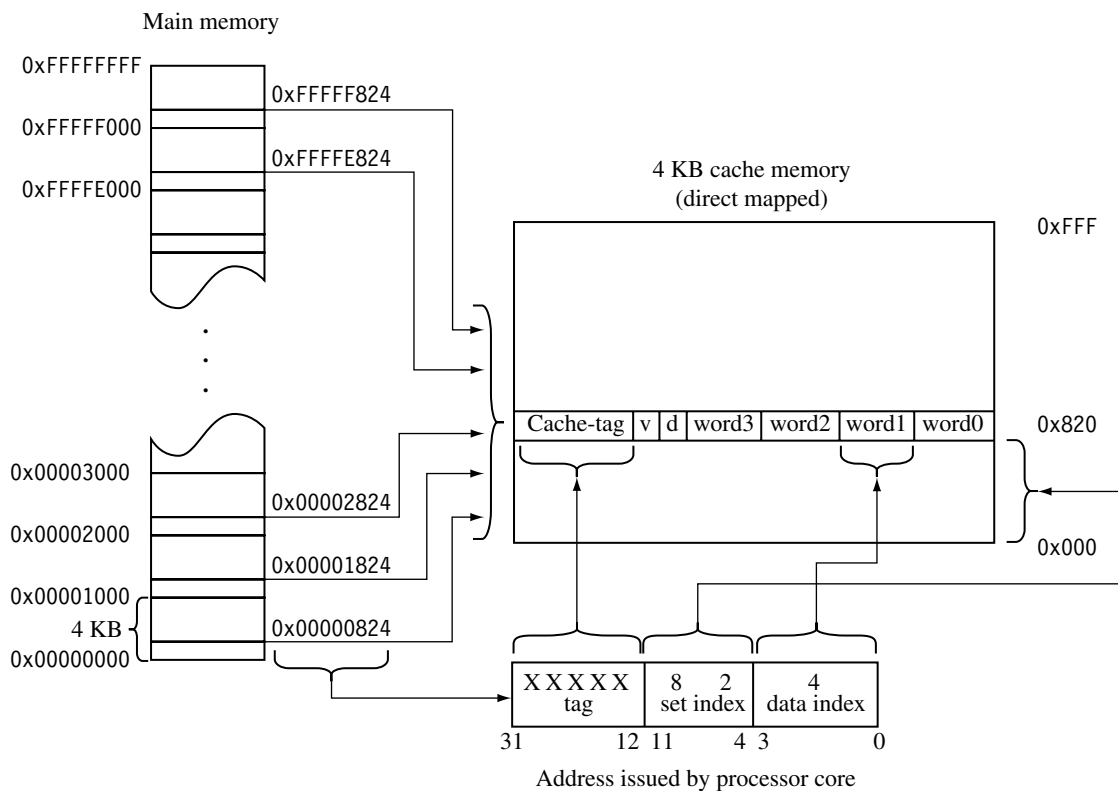 Main memory
0xFFFFFFFF
0xFFFFF824
0xFFFFF000
0xFFFFE824
0xFFFFE000
4 KB cache memory
(direct mapped)
0xFFF
.
.
.
Cache-tag v d word3 word2 word1 word0
0x820
0x00003000
0x00002824
0x00002000
0x00001824
0x00001000
4 KB
0x00000824
0x00000000
0x000
X X X X X 8 2 4
tag set index data index
31 12 11 4 3 0
Address issued by processor core